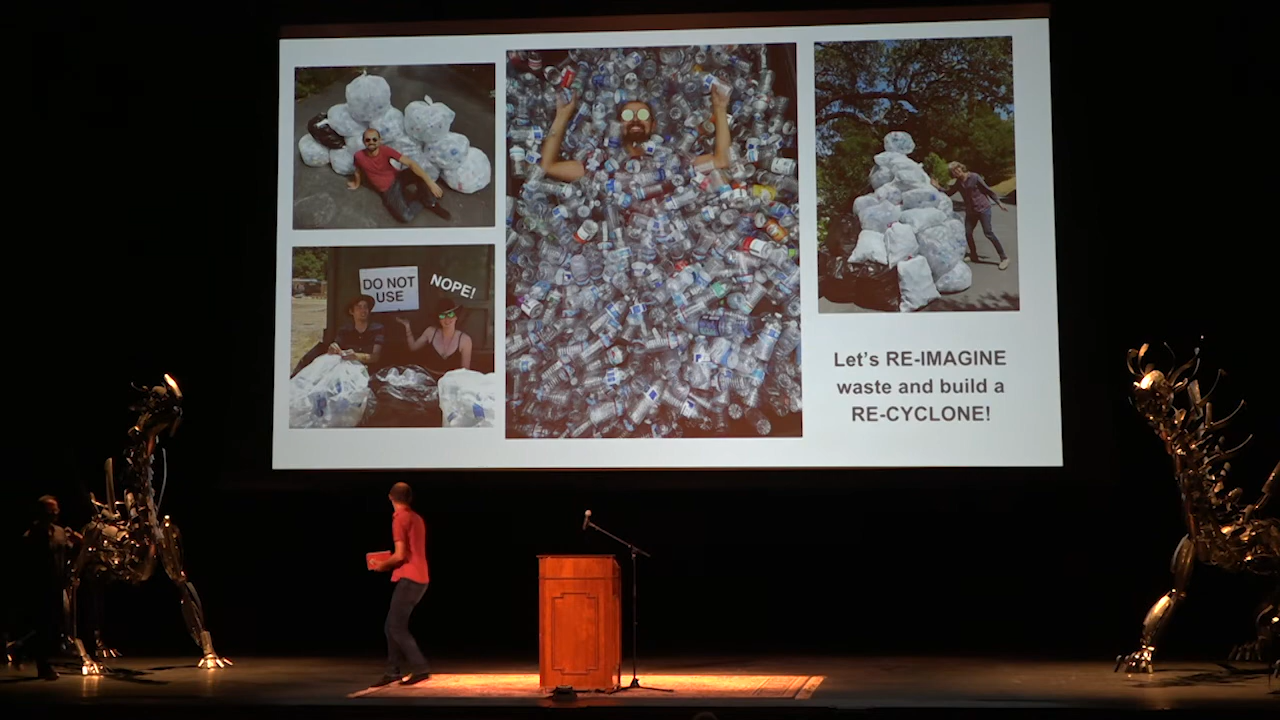 DO NOT
USE
NOPE!
Let's RE-IMAGINE
waste and build a
RE-CYCLONE!